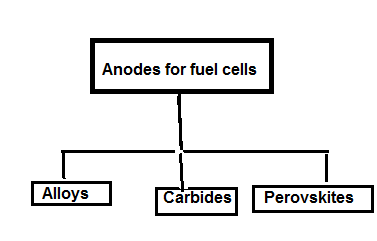 Anodes for fuel cells
Alloys
Carbides
Perovskites